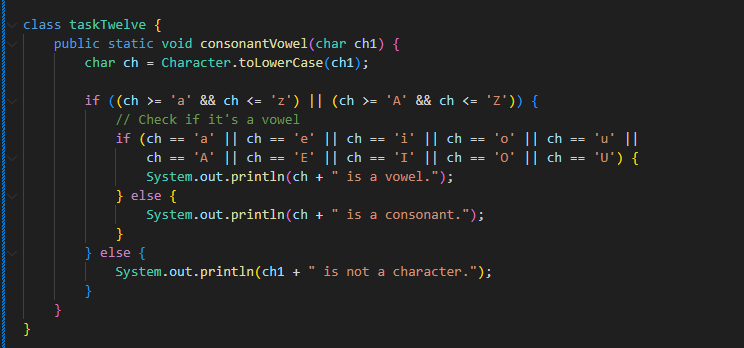 class taskTwelve {
    public static void consonantVowel(char ch1) {
        char ch = Character.toLowerCase(ch1);

        if ((ch >= 'a' && ch <= 'z') || (ch >= 'A' && ch <= 'Z')) {
            // Check if it's a vowel
            if (ch == 'a' || ch == 'e' || ch == 'i' || ch == 'o' || ch == 'u' ||
                ch == 'A' || ch == 'E' || ch == 'I' || ch == 'O' || ch == 'U') {
                System.out.println(ch + " is a vowel.");
            } else {
                System.out.println(ch + " is a consonant.");
            }
        } else {
            System.out.println(ch1 + " is not a character.");
        }
    }
}